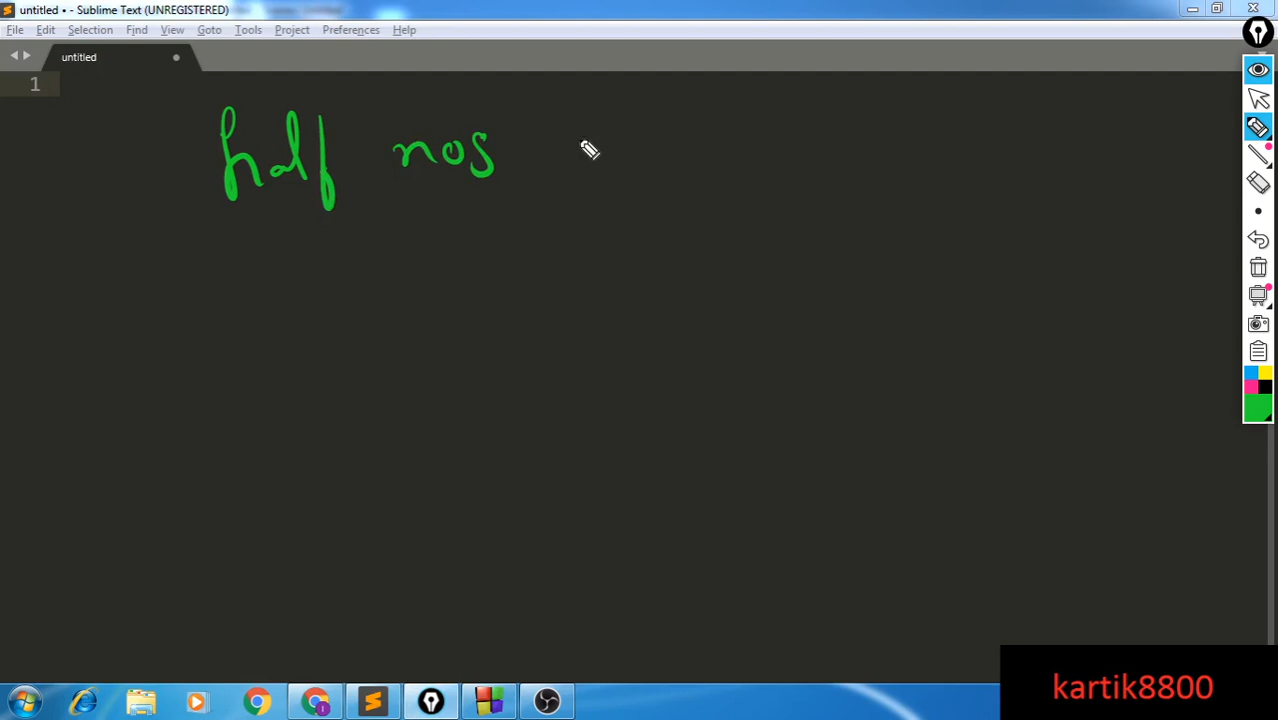 untitled • - Sublime Text (UNREGISTERED)
File Edit Selection Find View Goto Tools Project Preferences Help
untitled
1
half nos
kartik8800